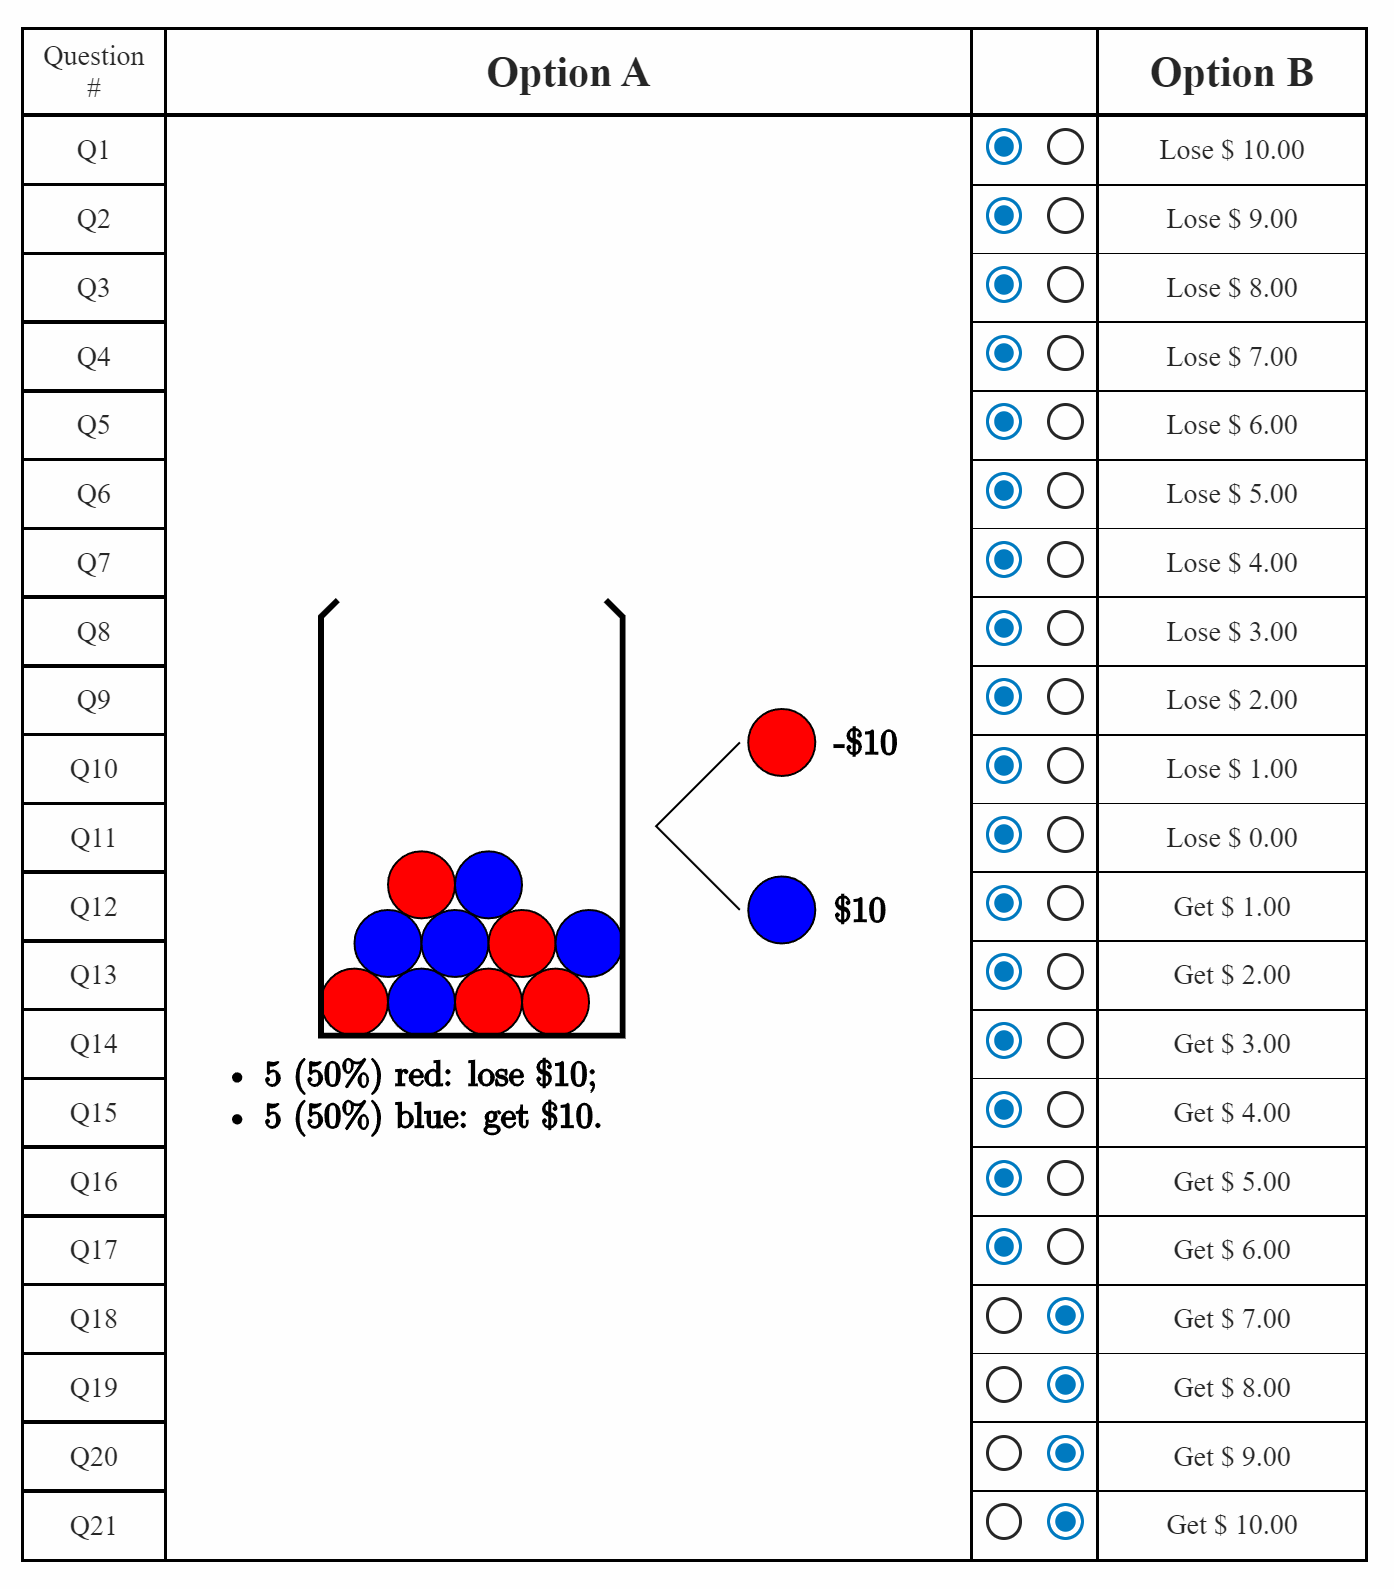 Question
#
Option A
Option B
Q1
Lose $ 10.00
Q2
Lose $ 9.00
Q3
Lose $ 8.00
Q4
Lose $ 7.00
Q5
Lose $ 6.00
Q6
Lose $ 5.00
Q7
Lose $ 4.00
Q8
Lose $ 3.00
Q9
Lose $ 2.00
Q10
Lose $ 1.00
Q11
Lose $ 0.00
Q12
Get $ 1.00
Q13
Get $ 2.00
Q14
Get $ 3.00
Q15
Get $ 4.00
Q16
Get $ 5.00
Q17
Get $ 6.00
Q18
Get $ 7.00
Q19
Get $ 8.00
Q20
Get $ 9.00
Q21
Get $ 10.00
-$10
$10
• 5 (50%) red: lose $10;
• 5 (50%) blue: get $10.